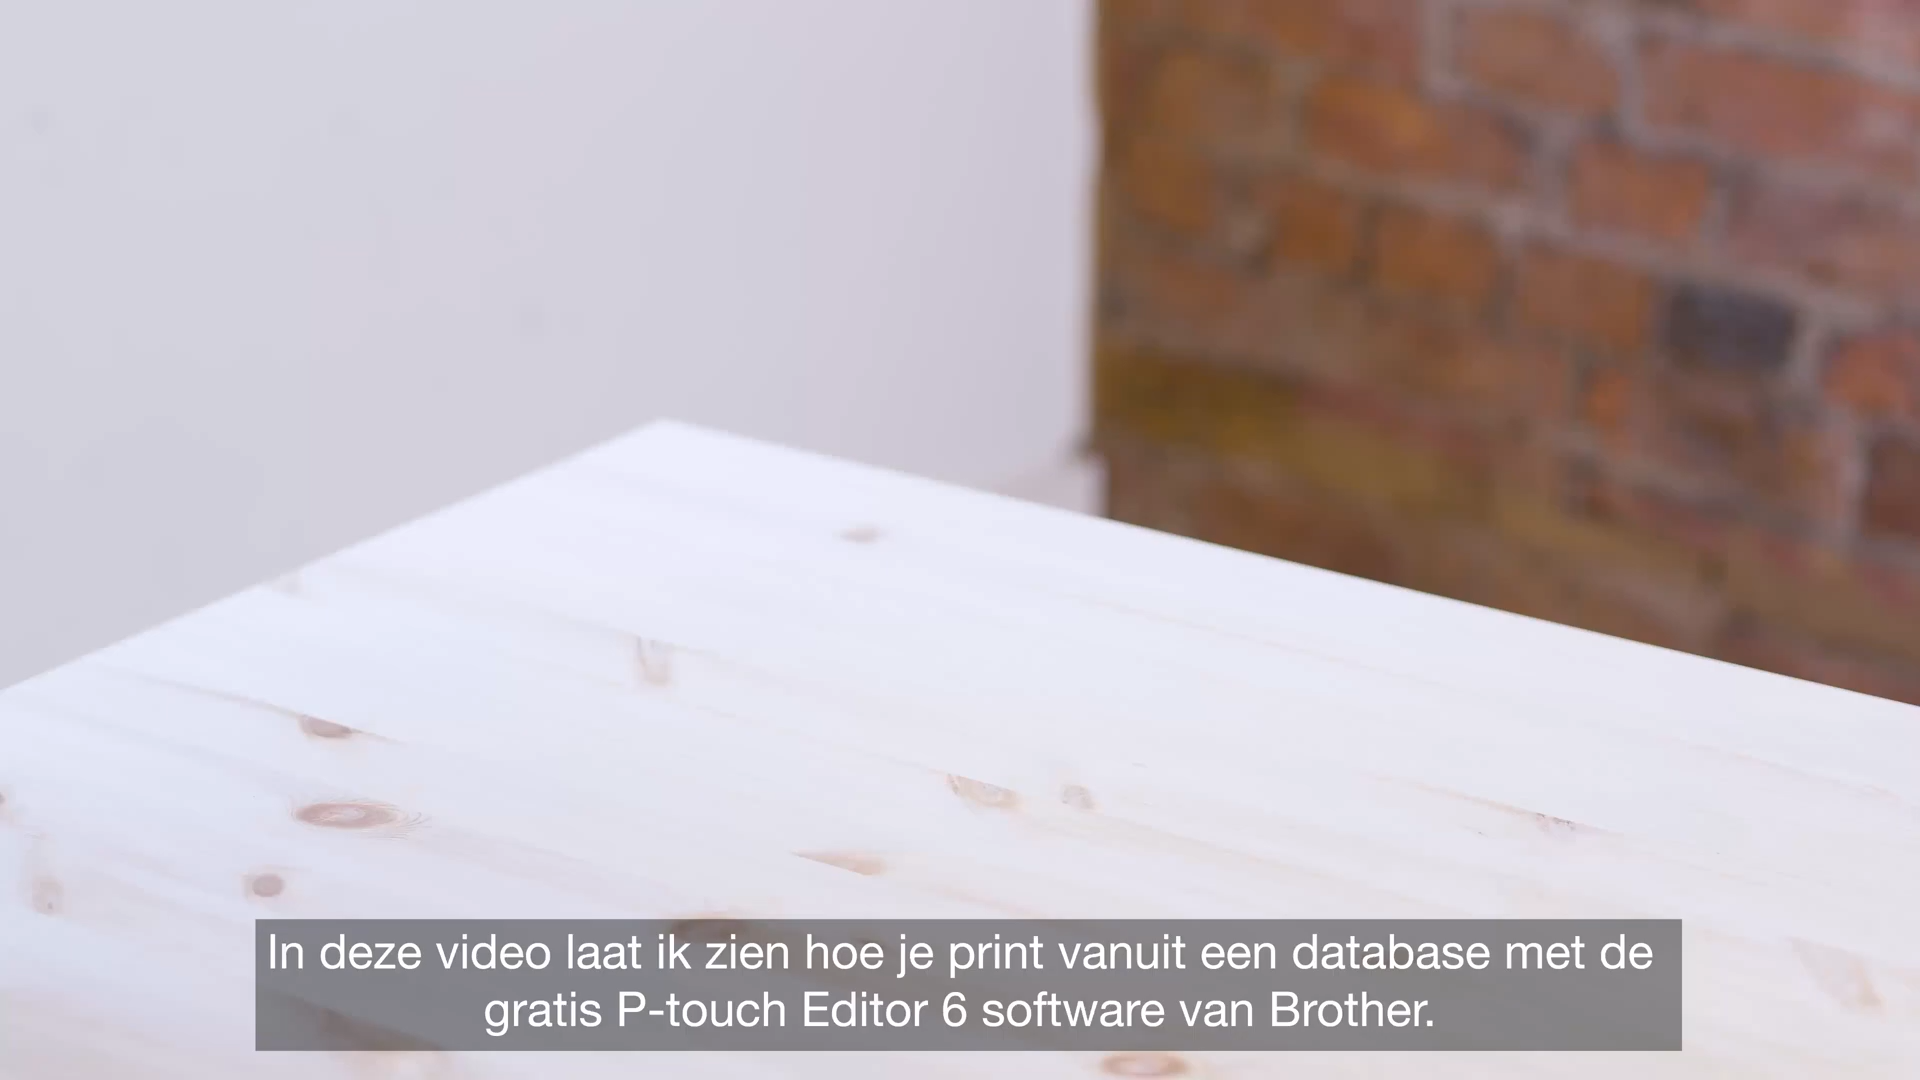 In deze video laat ik zien hoe je print vanuit een database met de
gratis P-touch Editor 6 software van Brother.